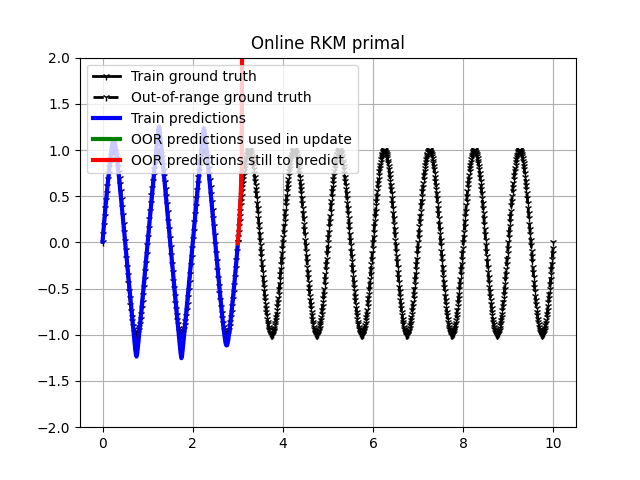 Online RKM primal
Train ground truth
Out-of-range ground truth
Train predictions
OOR predictions used in update
OOR predictions still to predict
2.0
1.5
1.0
0.5
0.0
−0.5
−1.0
−1.5
−2.0
0 2 4 6 8 10